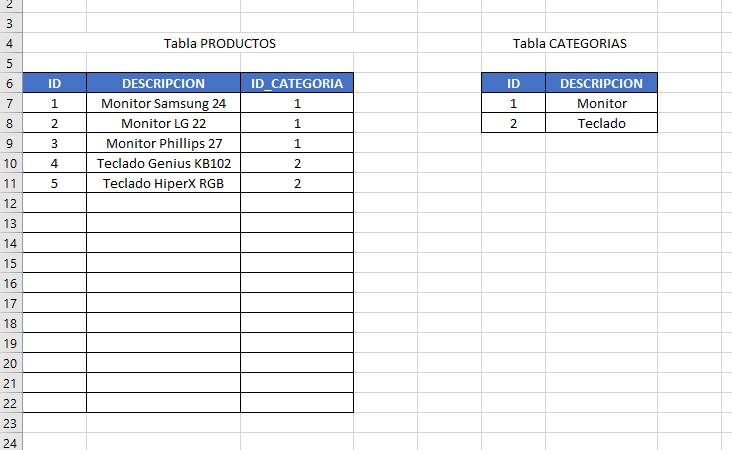 2
3
4 Tabla PRODUCTOS Tabla CATEGORIAS
5
6 ID DESCRIPCION ID_CATEGORIA ID DESCRIPCION
7 1 Monitor Samsung 24 1 1 Monitor
8 2 Monitor LG 22 1 2 Teclado
9 3 Monitor Phillips 27 1
10 4 Teclado Genius KB102 2
11 5 Teclado HiperX RGB 2
12
13
14
15
16
17
18
19
20
21
22
23
24